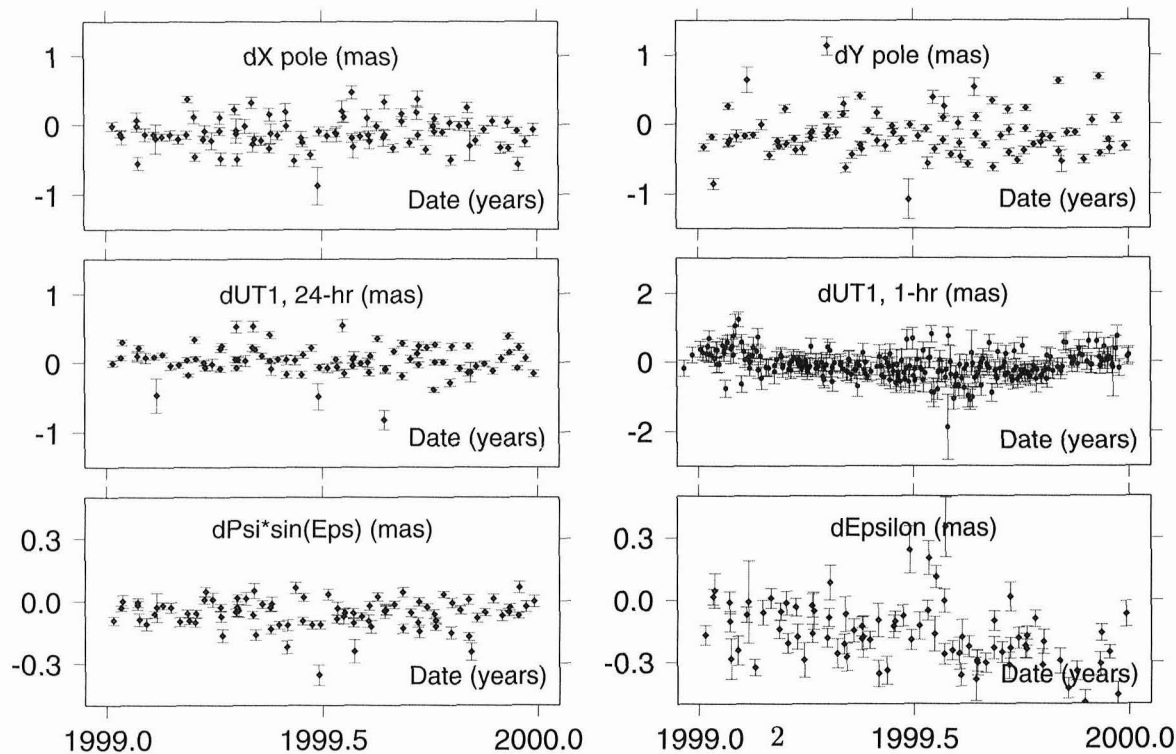 dX pole (mas)
1
0
-1
Date (years)
dY pole (mas)
1
0
-1
Date (years)
dUT1, 24-hr (mas)
1
0
-1
Date (years)
dUT1, 1-hr (mas)
2
0
-2
Date (years)
dPsi*sin(Eps) (mas)
0.3
0.0
-0.3
1999.0 1999.5 2000.0
dEpsilon (mas)
0.3
0.0
-0.3
Date (years)
1999.0 2 1999.5 2000.0